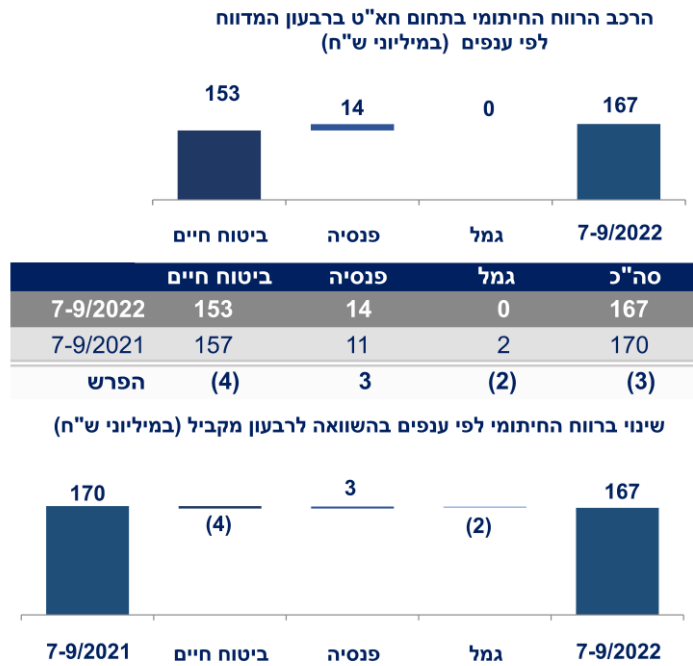 הרכב הרווח החיתומי בתחום חא"ט ברבעון המדווח
לפי ענפים (במיליוני ש"ח)
153 14 0 167
ביטוח חיים פנסיה גמל 7-9/2022
ביטוח חיים פנסיה גמל סה"כ
7-9/2022 153 14 0 167
7-9/2021 157 11 2 170
הפרש (4) 3 (2) (3)
שינוי ברווח החיתומי לפי ענפים בהשוואה לרבעון מקביל (במיליוני ש"ח)
170 (4) 3 (2) 167
7-9/2021 ביטוח חיים פנסיה גמל 7-9/2022